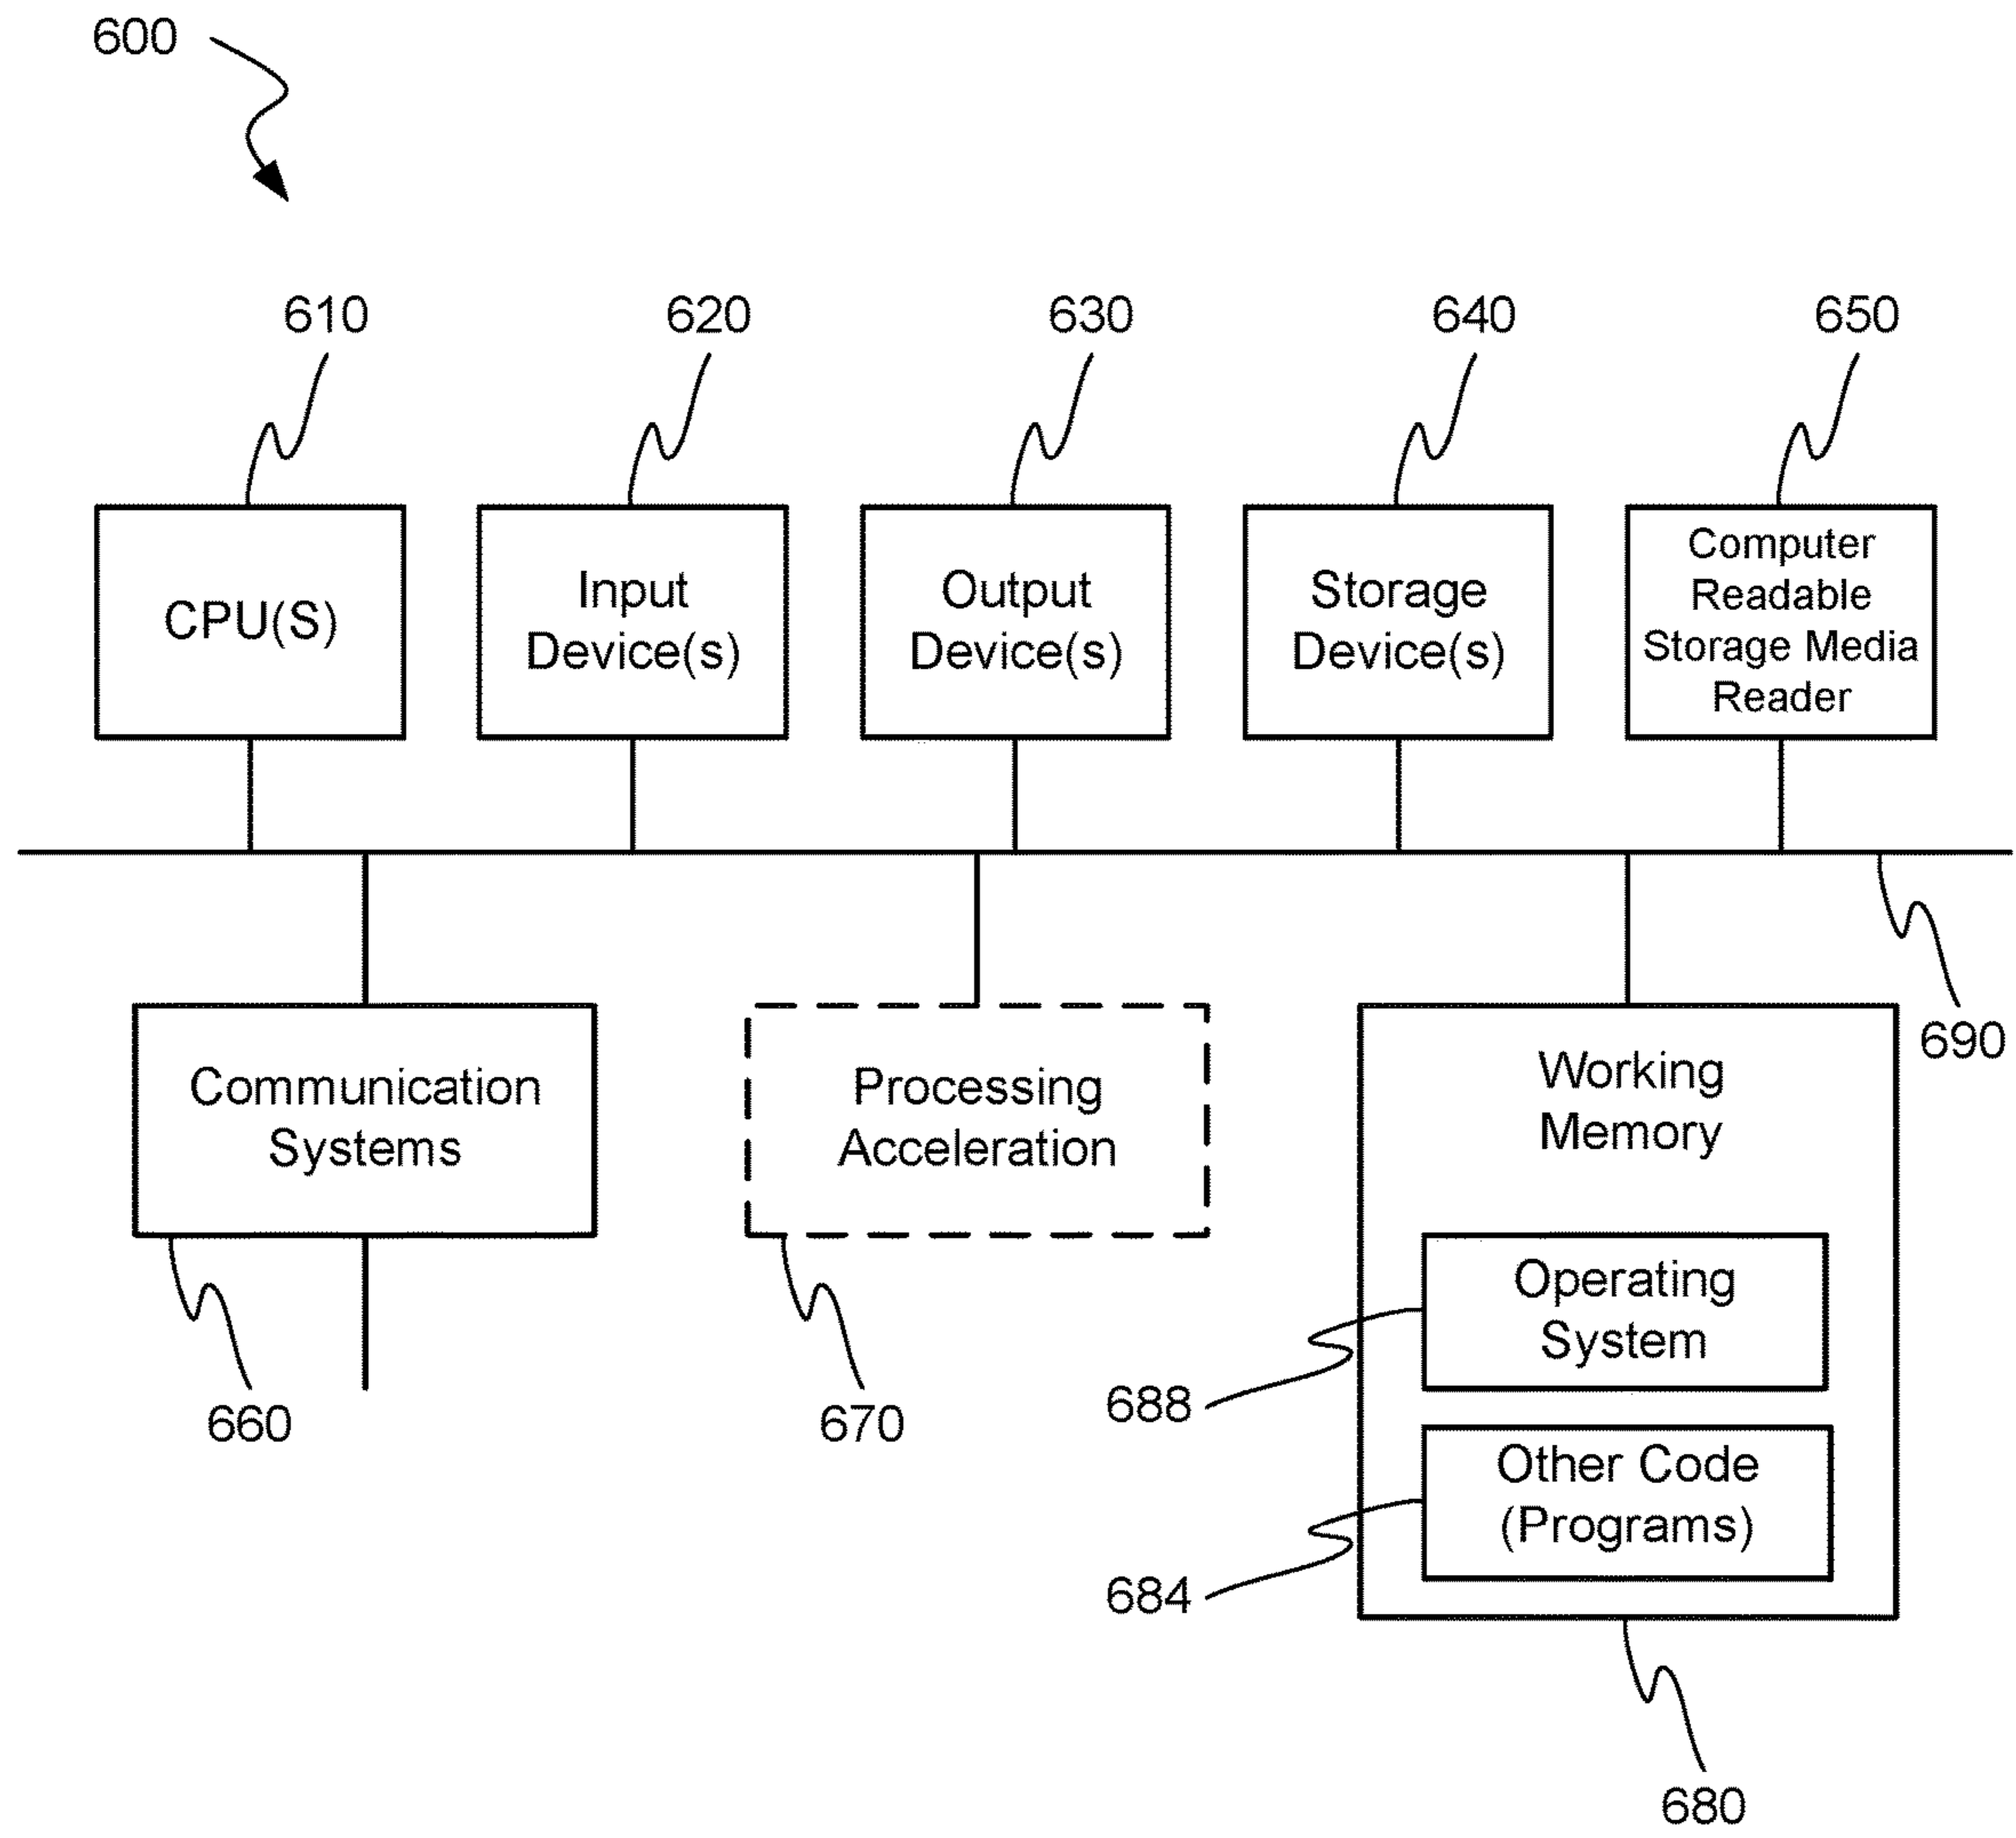 600
610
620
630
640
650
CPU(S)
Input
Device(s)
Output
Device(s)
Storage
Device(s)
Computer
Readable
Storage Media
Reader
690
Communication
Systems
Processing
Acceleration
Working
Memory
Operating
System
688
660
670
Other Code
(Programs)
684
680